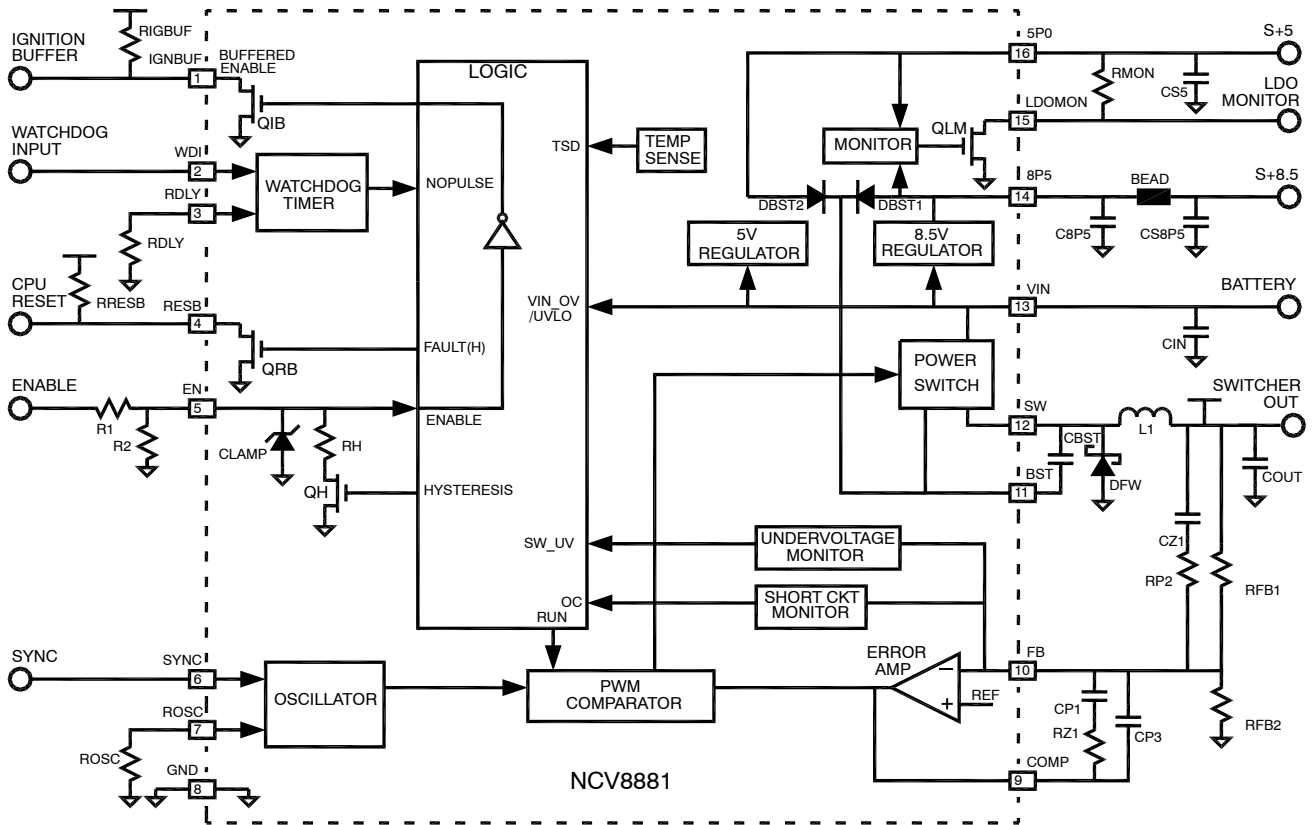 IGNITION
BUFFER
RIGBUF
IGNBUF
1
BUFFERED
ENABLE
QIB
WATCHDOG
INPUT
WDI
2
RDLY
3
RDLY
WATCHDOG
TIMER
CPU
RESET
RRESB
RESB
4
QRB
ENABLE
R1
R2
EN
5
CLAMP
RH
QH
SYNC
SYNC
6
ROSC
7
ROSC
GND
8
OSCILLATOR
LOGIC
TSD
NOPULSE
VIN_OV
/UVLO
FAULT(H)
ENABLE
HYSTERESIS
SW_UV
OC
RUN
TEMP
SENSE
MONITOR
QLM
DBST2
DBST1
5V
REGULATOR
8.5V
REGULATOR
POWER
SWITCH
UNDERVOLTAGE
MONITOR
SHORT CKT
MONITOR
ERROR
AMP
−
+
REF
PWM
COMPARATOR
NCV8881
5P0
16
S+5
RMON
CS5
LDO
MONITOR
LDOMON
15
8P5
14
BEAD
S+8.5
C8P5
CS8P5
VIN
13
BATTERY
CIN
SWITCHER
OUT
SW
12
CBST
L1
BST
11
DFW
COUT
CZ1
RP2
RFB1
FB
10
CP1
RZ1
CP3
RFB2
COMP
9